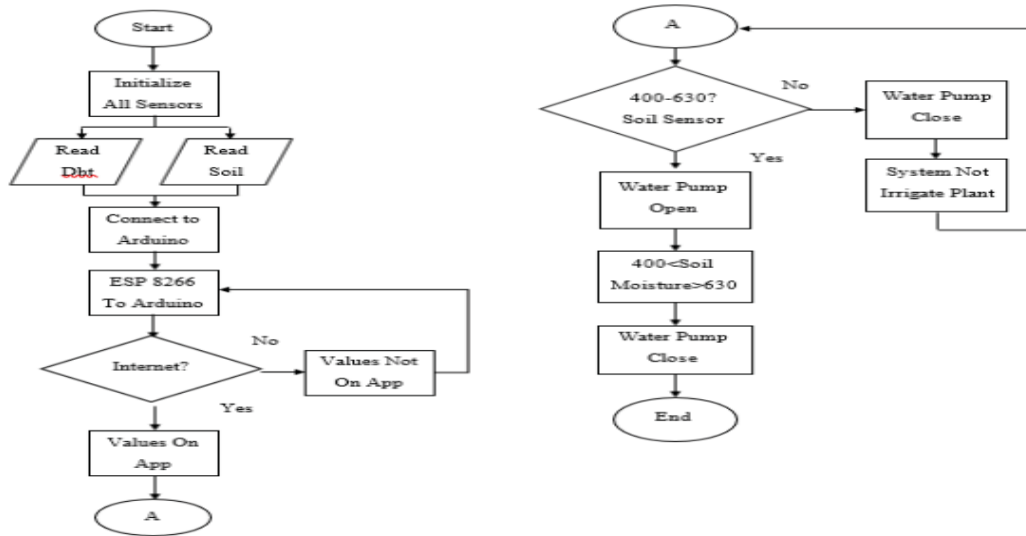 Start
Initialize
All Sensors
Read
Dht
Read
Soil
Connect to
Arduino
ESP 8266
To Arduino
Internet?
No
Values Not
On App
Yes
Values On
App
A
A
400-630?
Soil Sensor
No
Water Pump
Close
System Not
Irrigate Plant
Yes
Water Pump
Open
400<Soil
Moisture>630
Water Pump
Close
End